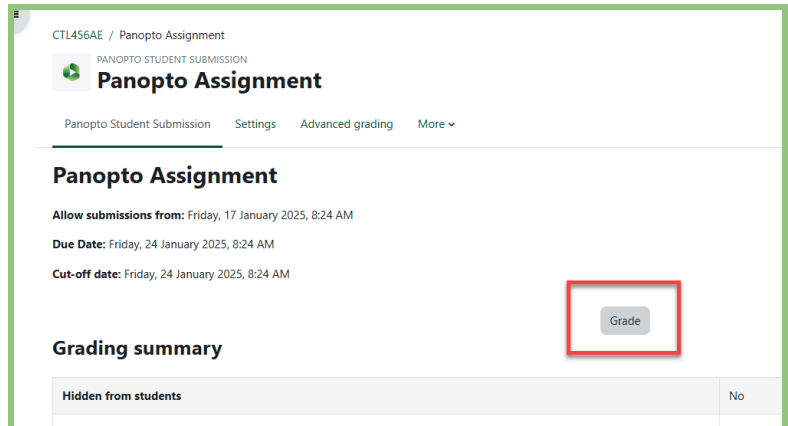 CTL456AE / Panopto Assignment
PANOPTO STUDENT SUBMISSION
Panopto Assignment
Panopto Student Submission Settings Advanced grading More
Panopto Assignment
Allow submissions from: Friday, 17 January 2025, 8:24 AM
Due Date: Friday, 24 January 2025, 8:24 AM
Cut-off date: Friday, 24 January 2025, 8:24 AM
Grade
Grading summary
Hidden from students No